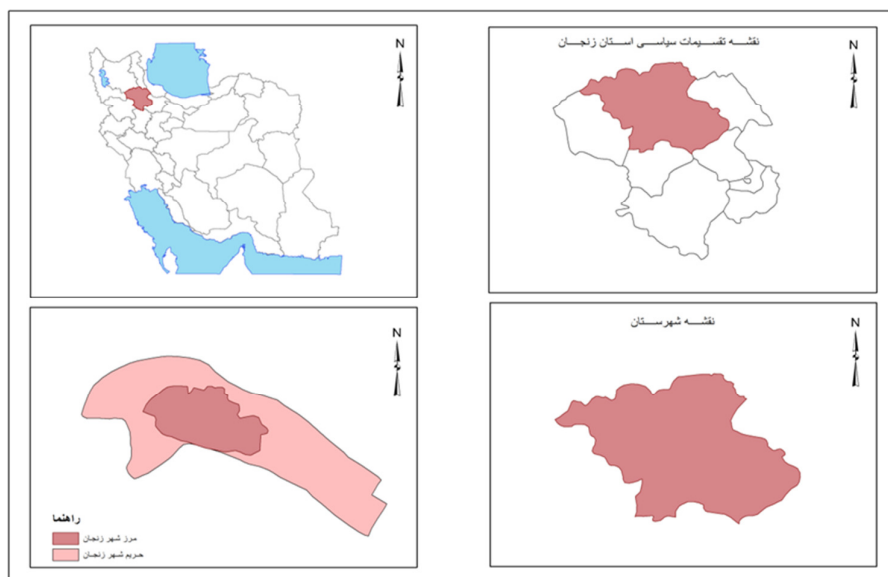 N
نقشه تقسیمات سیاسی استان زنجان
N
N
راهنما
مرز شهر زنجان
حریم شهر زنجان
نقشه شهرستان
N